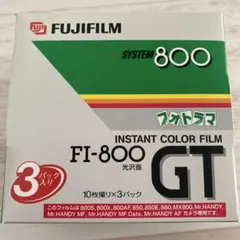 FUJIFILM
SYSTEM 800
フォトラマ
INSTANT COLOR FILM
FI-800 GT
光沢面
3パック入り
10枚撮り×3パック
このフィルムは800S, 800X, 800AF, 850, 850E, 880, MX800, Mr.HANDY,
Mr.HANDY MF, Mr.HANDY MF Date, Mr.HANDY AF カメラ専用です。